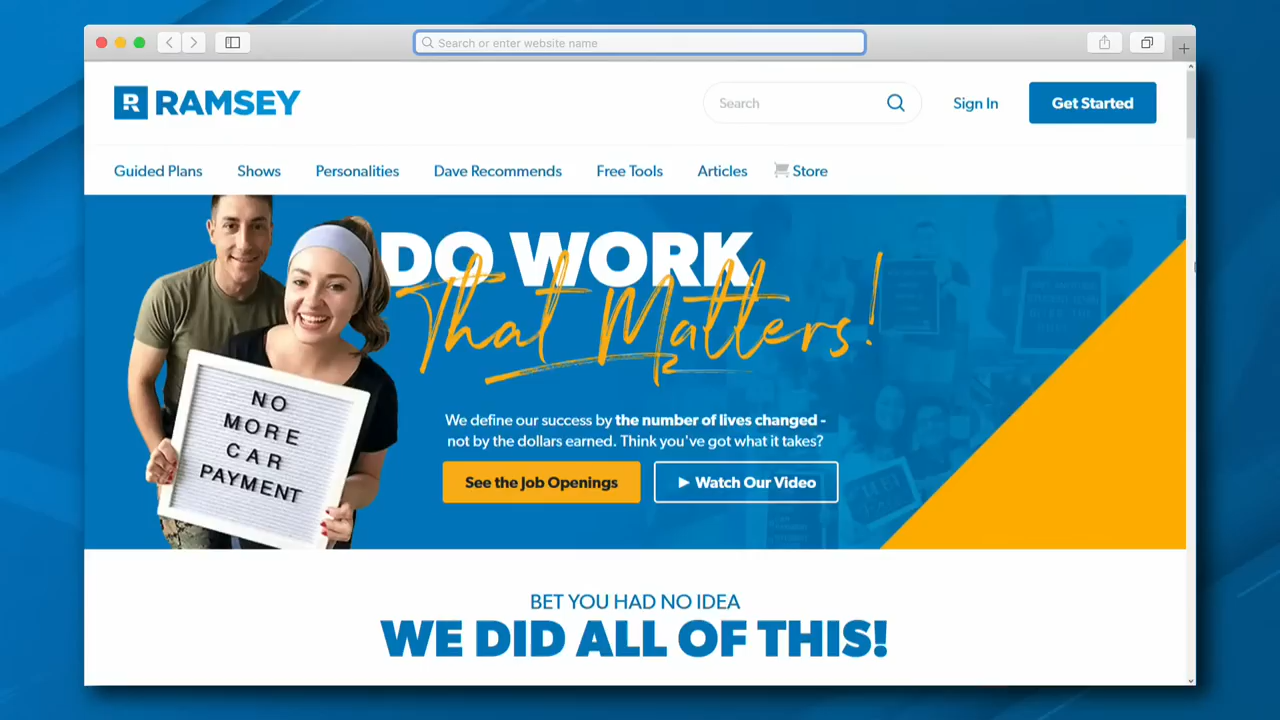 Search or enter website name
RAMSEY
Search
Sign In
Get Started
Guided Plans
Shows
Personalities
Dave Recommends
Free Tools
Articles
Store
DO WORK
That Matters!
NO
MORE
CAR
PAYMENT
We define our success by the number of lives changed -
not by the dollars earned. Think you've got what it takes?
See the Job Openings
Watch Our Video
BET YOU HAD NO IDEA
WE DID ALL OF THIS!